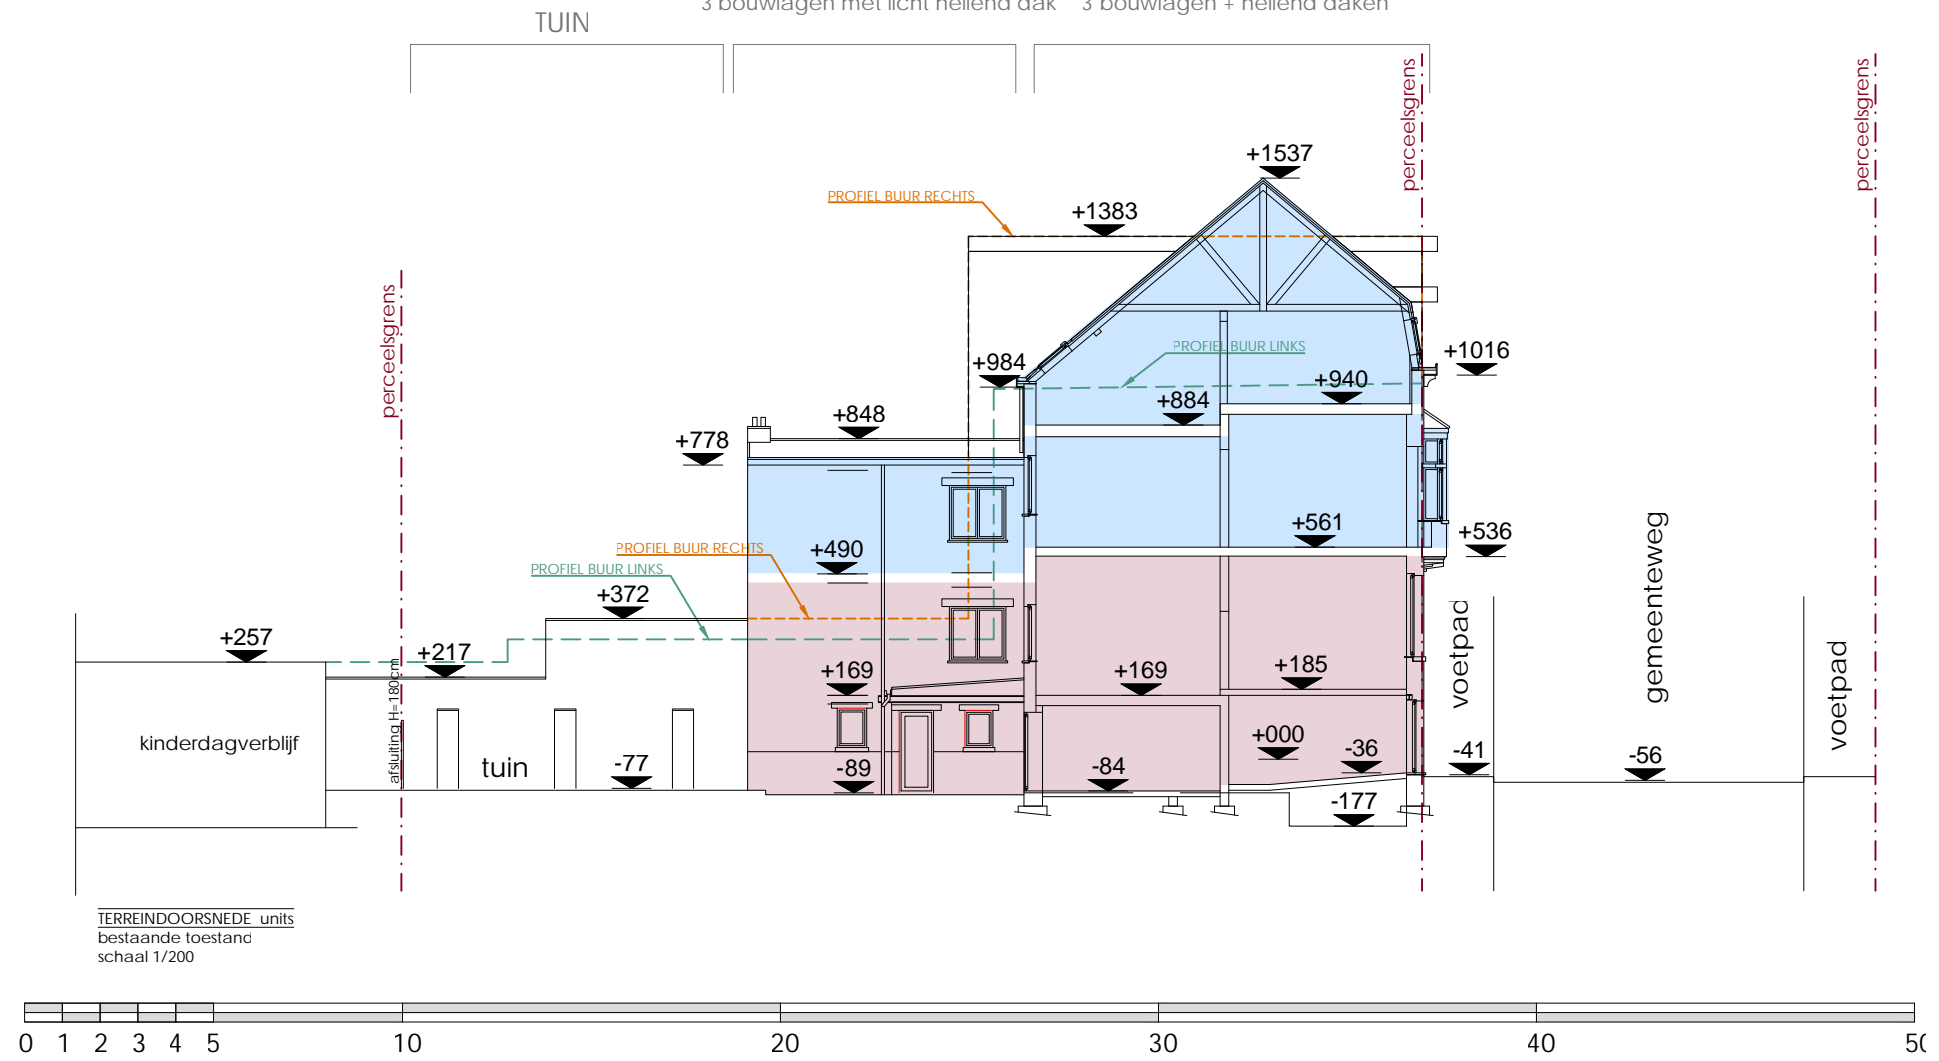 3 bouwlagen met licht hellend dak 3 bouwlagen + hellend daken
TUIN
perceelsgrens
perceelsgrens
+1537
PROFIEL BUUR RECHTS
+1383
perceelsgrens
PROFIEL BUUR LINKS
+1016
+984
+940
+884
+848
+778
+561
+536
gemeenteweg
PROFIEL BUUR RECHTS
+490
PROFIEL BUUR LINKS
+372
voetpad
+257
+217
voetpad
+169
+169
+185
afsluiting H= 180cm
kinderdagverblijf
tuin
-77
-89
-84
+000
-36
-41
-56
-177
TERREINDOORSNEDE units
bestaande toestand
schaal 1/200
0 1 2 3 4 5 10 20 30 40 50